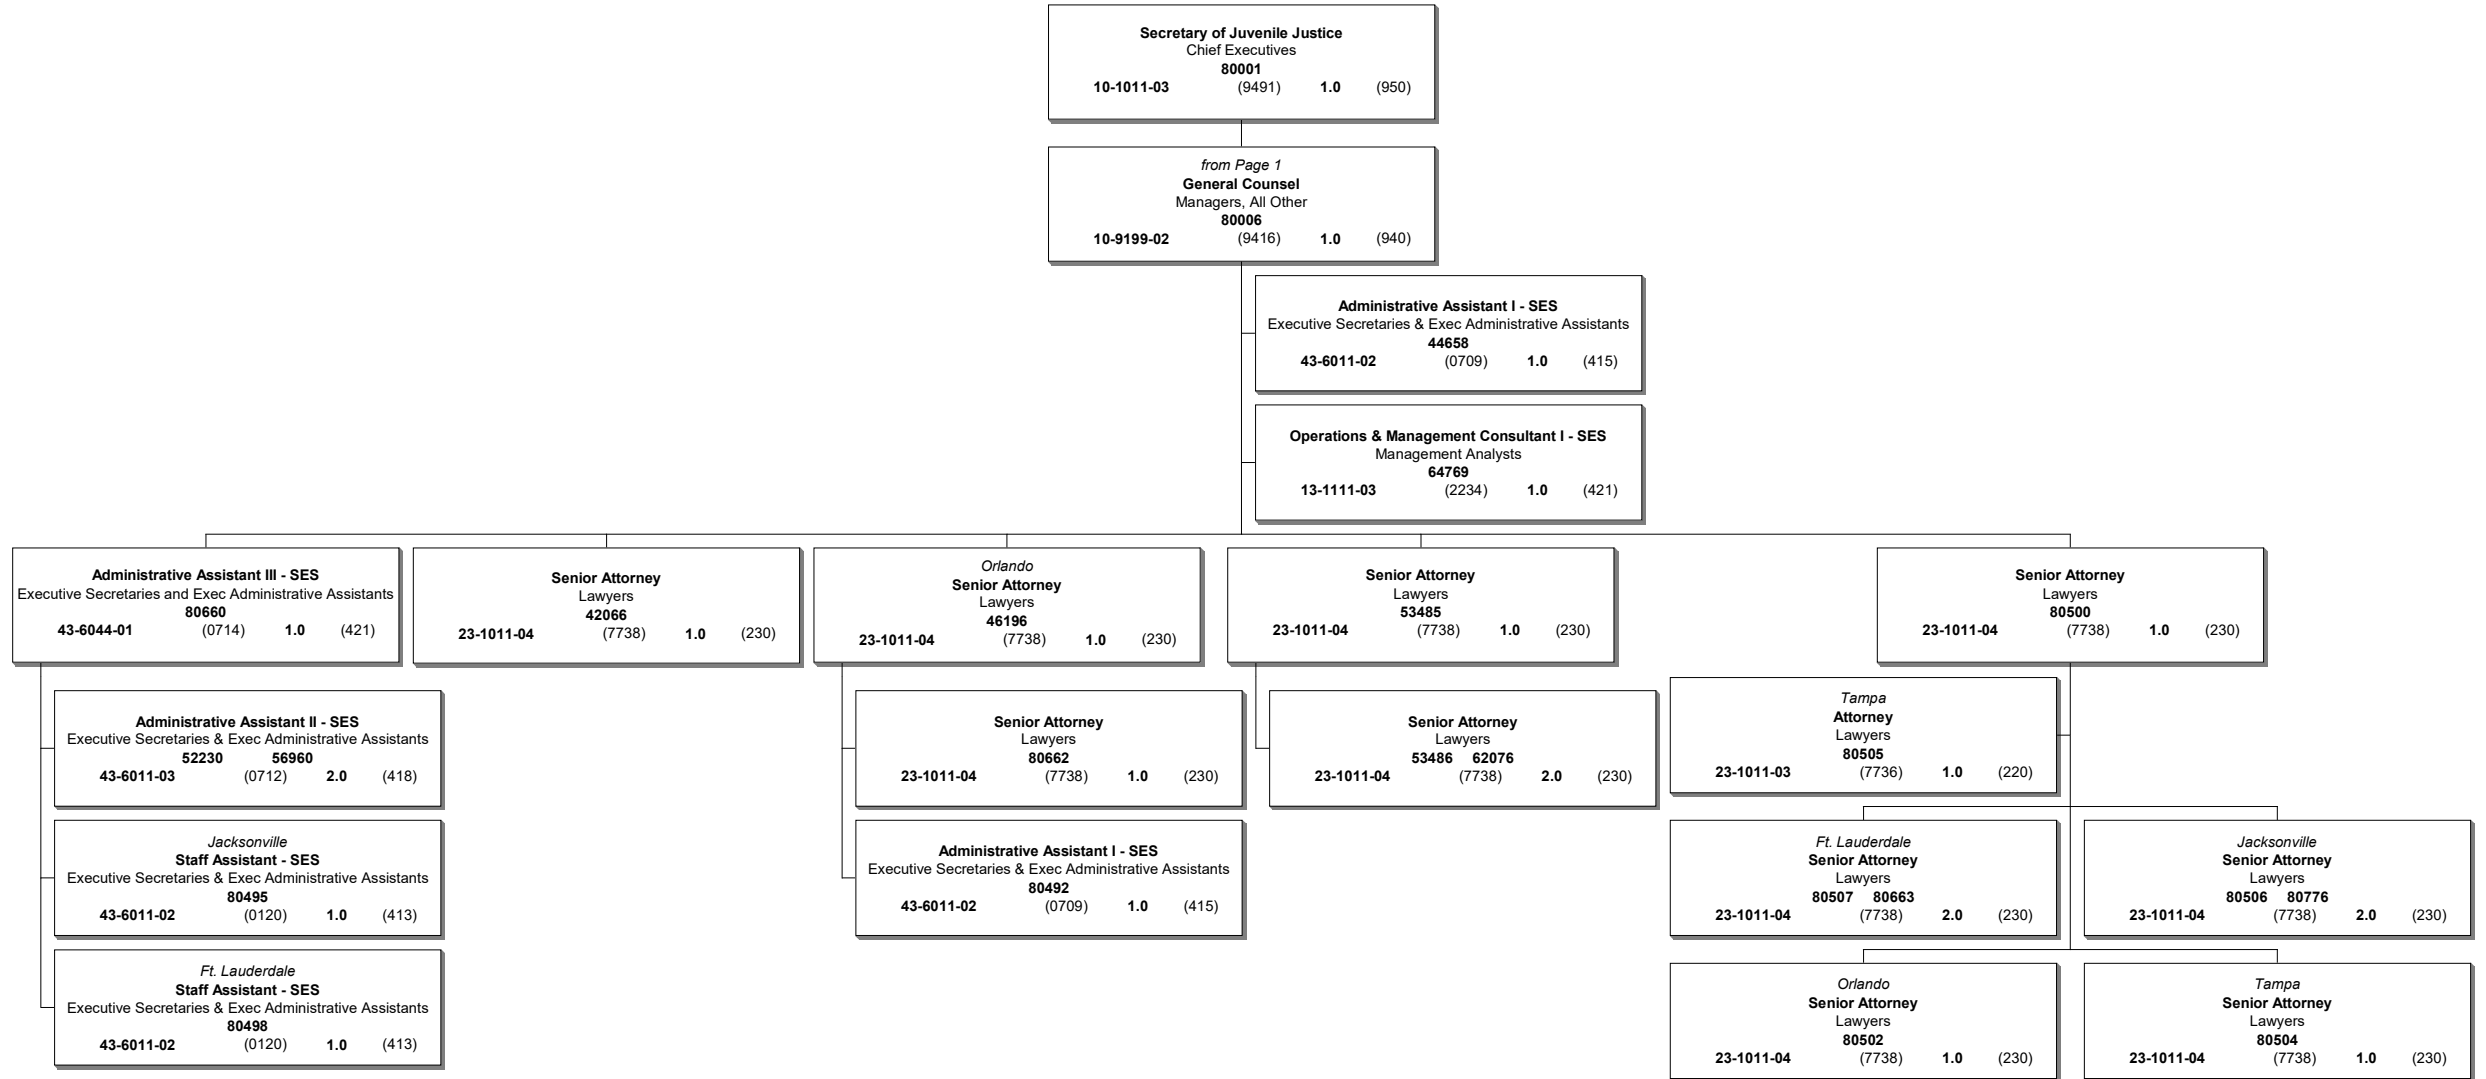 Secretary of Juvenile Justice
Chief Executives
80001
10-1011-03 (9491) 1.0 (950)
from Page 1
General Counsel
Managers, All Other
80006
10-9199-02 (9416) 1.0 (940)
Administrative Assistant I - SES
Executive Secretaries & Exec Administrative Assistants
44658
43-6011-02 (0709) 1.0 (415)
Operations & Management Consultant I - SES
Management Analysts
64769
13-1111-03 (2234) 1.0 (421)
Administrative Assistant III - SES
Executive Secretaries and Exec Administrative Assistants
80660
43-6044-01 (0714) 1.0 (421)
Senior Attorney
Lawyers
42066
23-1011-04 (7738) 1.0 (230)
Orlando
Senior Attorney
Lawyers
46196
23-1011-04 (7738) 1.0 (230)
Senior Attorney
Lawyers
53485
23-1011-04 (7738) 1.0 (230)
Senior Attorney
Lawyers
80500
23-1011-04 (7738) 1.0 (230)
Administrative Assistant II - SES
Executive Secretaries & Exec Administrative Assistants
52230 56960
43-6011-03 (0712) 2.0 (418)
Jacksonville
Staff Assistant - SES
Executive Secretaries & Exec Administrative Assistants
80495
43-6011-02 (0120) 1.0 (413)
Ft. Lauderdale
Staff Assistant - SES
Executive Secretaries & Exec Administrative Assistants
80498
43-6011-02 (0120) 1.0 (413)
Senior Attorney
Lawyers
80662
23-1011-04 (7738) 1.0 (230)
Administrative Assistant I - SES
Executive Secretaries & Exec Administrative Assistants
80492
43-6011-02 (0709) 1.0 (415)
Senior Attorney
Lawyers
53486 62076
23-1011-04 (7738) 2.0 (230)
Tampa
Attorney
Lawyers
80505
23-1011-03 (7736) 1.0 (220)
Ft. Lauderdale
Senior Attorney
Lawyers
80507 80663
23-1011-04 (7738) 2.0 (230)
Jacksonville
Senior Attorney
Lawyers
80506 80776
23-1011-04 (7738) 2.0 (230)
Orlando
Senior Attorney
Lawyers
80502
23-1011-04 (7738) 1.0 (230)
Tampa
Senior Attorney
Lawyers
80504
23-1011-04 (7738) 1.0 (230)